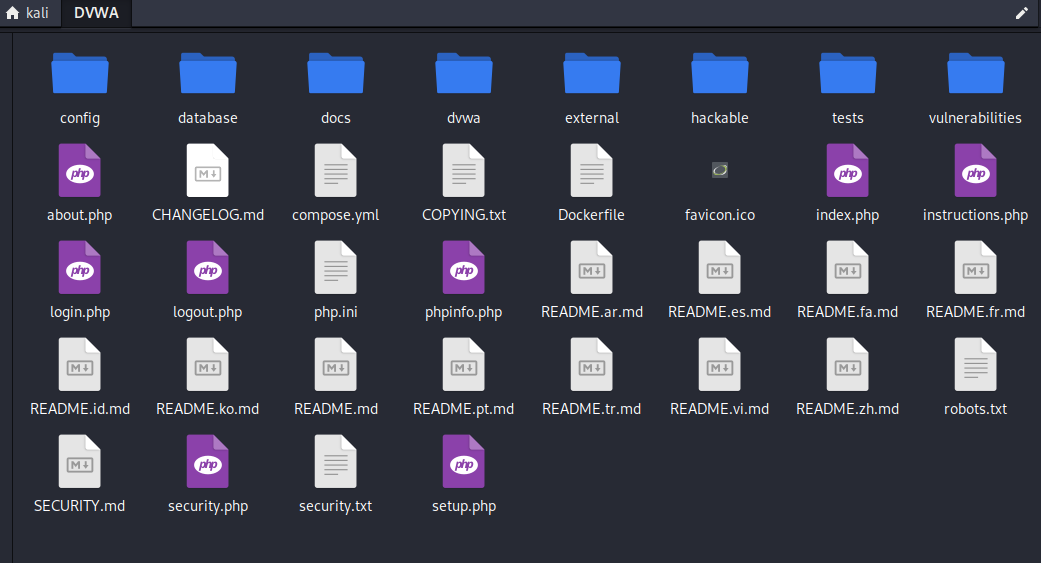 kali DVWA
config database docs dvwa external hackable tests vulnerabilities
about.php CHANGELOG.md compose.yml COPYING.txt Dockerfile favicon.ico index.php instructions.php
login.php logout.php php.ini phpinfo.php README.ar.md README.es.md README.fa.md README.fr.md
README.id.md README.ko.md README.md README.pt.md README.tr.md README.vi.md README.zh.md robots.txt
SECURITY.md security.php security.txt setup.php